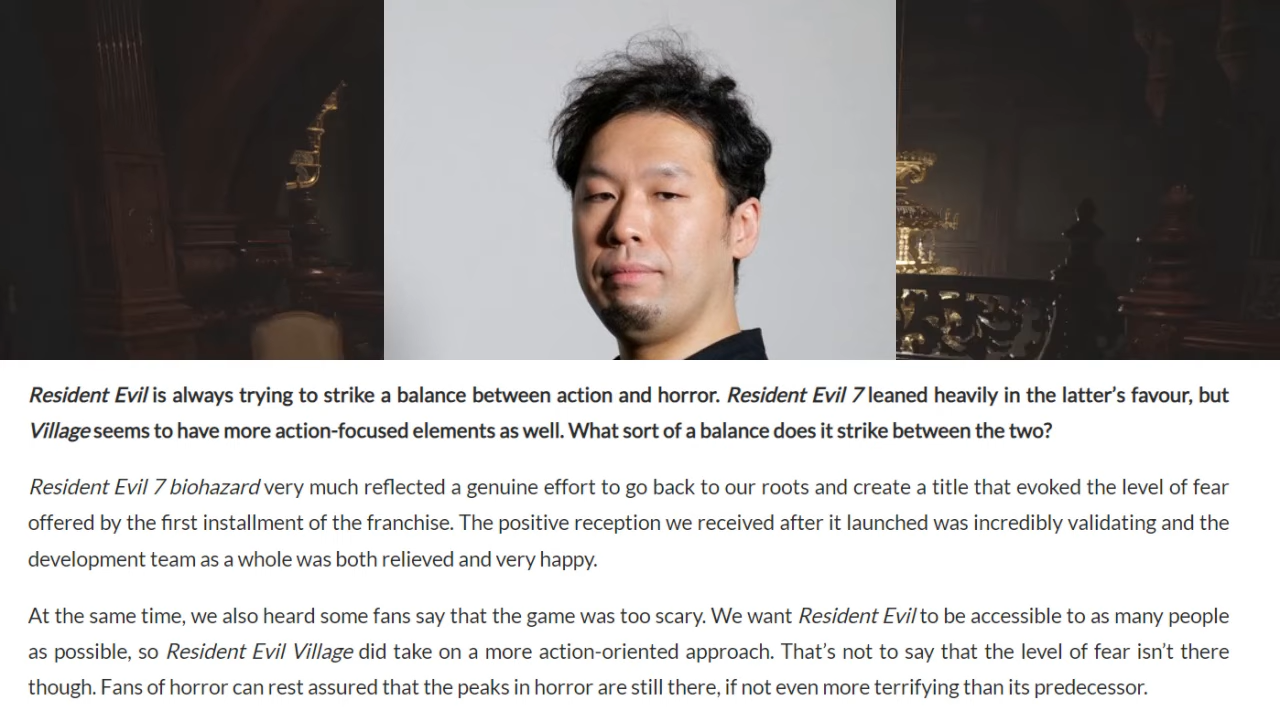 Resident Evil is always trying to strike a balance between action and horror. Resident Evil 7 leaned heavily in the latter’s favour, but
Village seems to have more action-focused elements as well. What sort of a balance does it strike between the two?
Resident Evil 7 biohazard very much reflected a genuine effort to go back to our roots and create a title that evoked the level of fear
offered by the first installment of the franchise. The positive reception we received after it launched was incredibly validating and the
development team as a whole was both relieved and very happy.
At the same time, we also heard some fans say that the game was too scary. We want Resident Evil to be accessible to as many people
as possible, so Resident Evil Village did take on a more action-oriented approach. That’s not to say that the level of fear isn’t there
though. Fans of horror can rest assured that the peaks in horror are still there, if not even more terrifying than its predecessor.